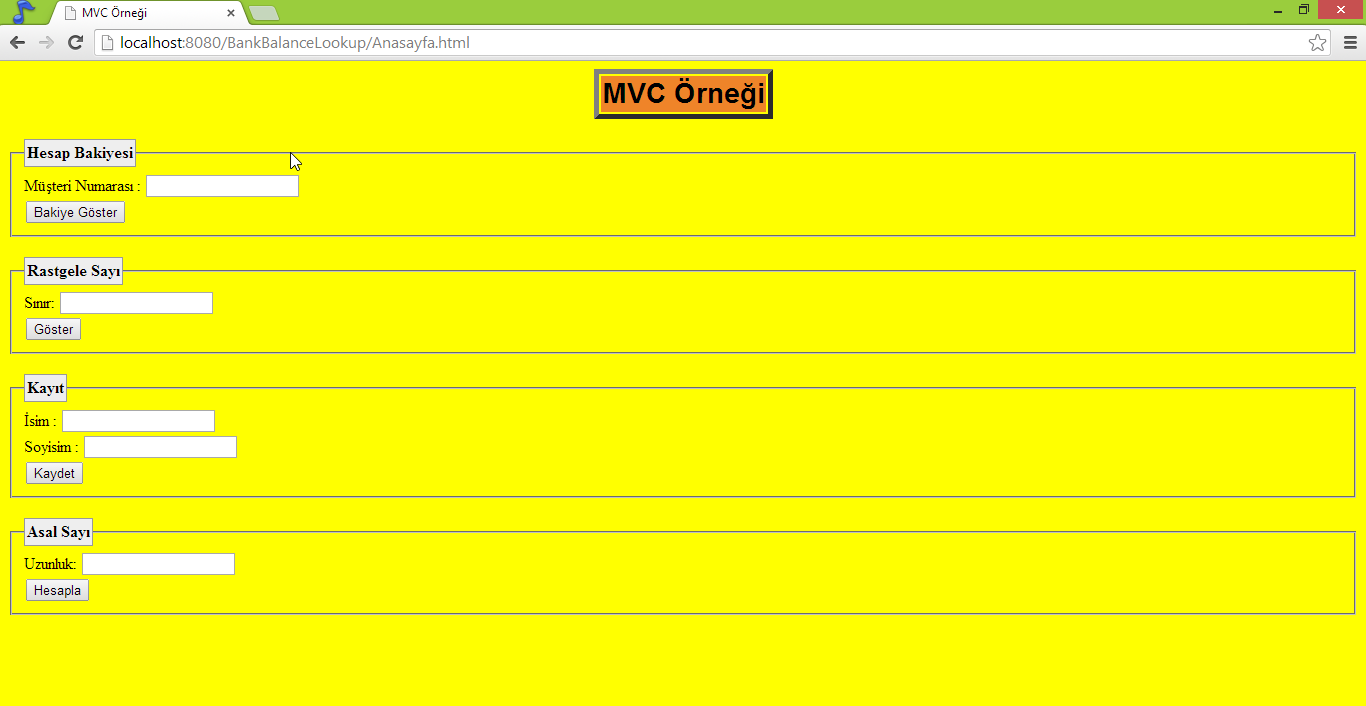 MVC Örneği
localhost:8080/BankBalanceLookup/Anasayfa.html
MVC Örneği
Hesap Bakiyesi
Müşteri Numarası :
Bakiye Göster
Rastgele Sayı
Sınır:
Göster
Kayıt
İsim :
Soyisim :
Kaydet
Asal Sayı
Uzunluk:
Hesapla